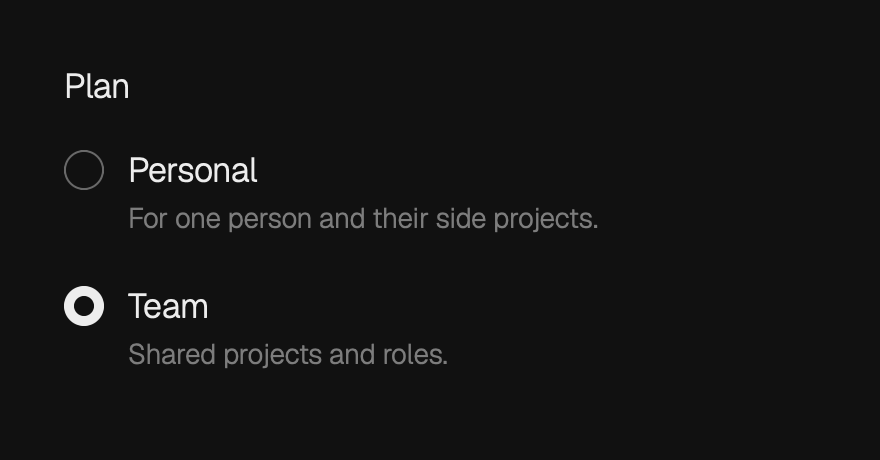 Plan
Personal
For one person and their side projects.
Team
Shared projects and roles.